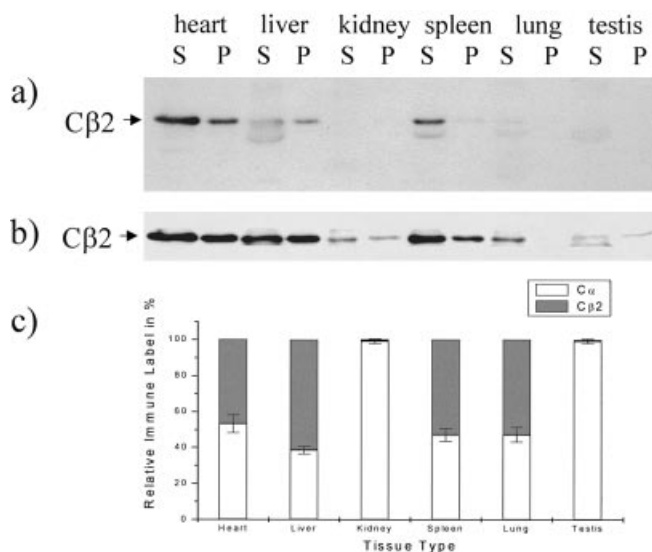 heart liver kidney spleen lung testis
S P S P S P S P S P S P
a)
Cβ2
b)
Cβ2
c)
Cα
Cβ2
Relative Immune Label in %
100
80
60
40
20
0
Heart Liver Kidney Spleen Lung Testis
Tissue Type